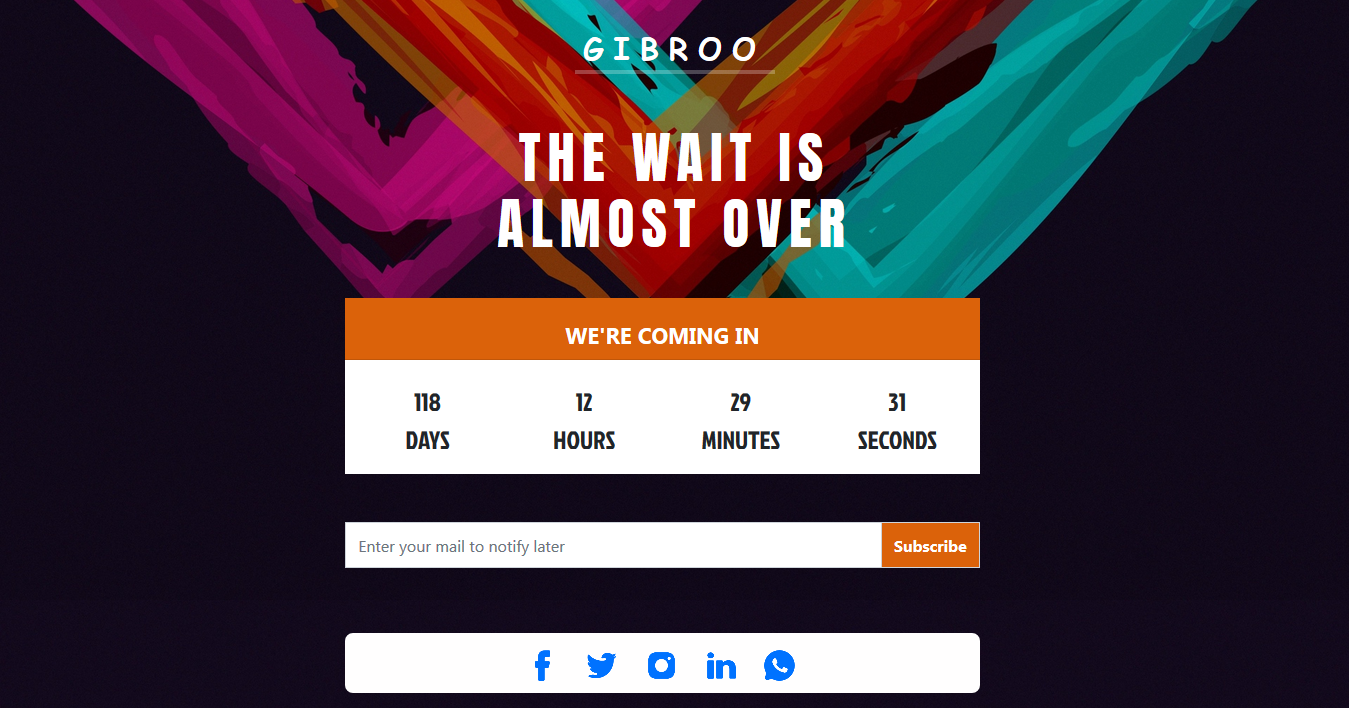 GIBROO
THE WAIT IS
ALMOST OVER
WE'RE COMING IN
118 12 29 31
DAYS HOURS MINUTES SECONDS
Enter your mail to notify later Subscribe